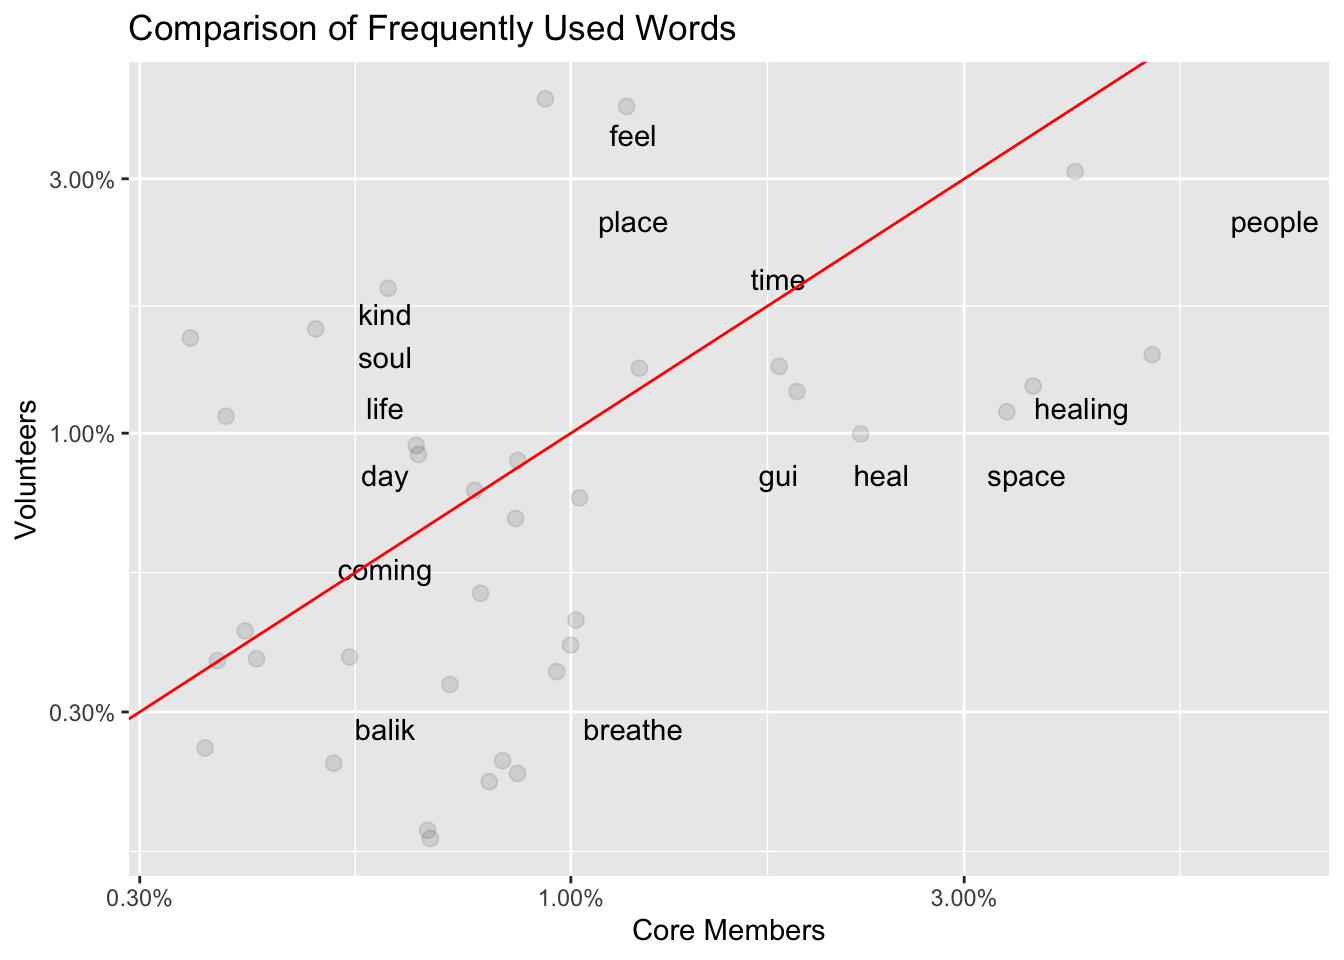 Comparison of Frequently Used Words
feel
3.00%
place
people
time
kind
soul
life
healing
1.00%
Volunteers
day
gui
heal
space
coming
0.30%
balik
breathe
0.30%
1.00%
3.00%
Core Members